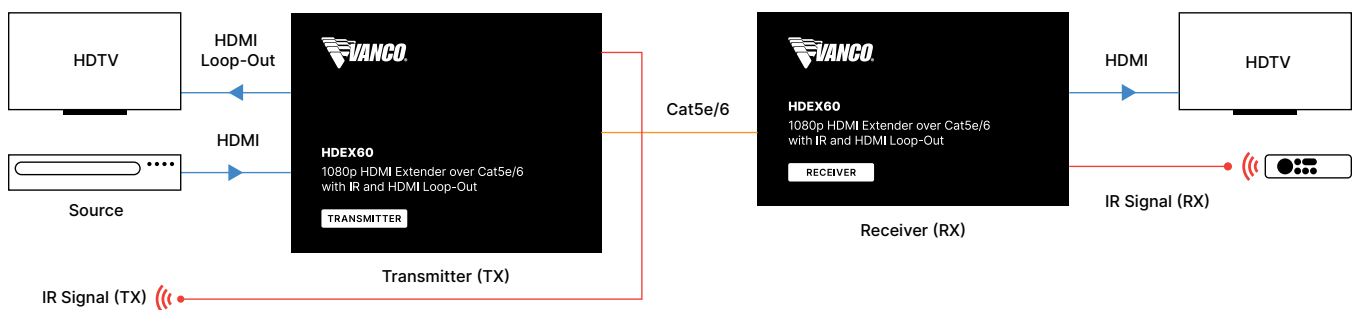 HDTV
HDMI
Loop-Out
HDMI
Source
IR Signal (TX)
VANCO®
HDEX60
1080p HDMI Extender over Cat5e/6
with IR and HDMI Loop-Out
TRANSMITTER
Transmitter (TX)
Cat5e/6
VANCO®
HDEX60
1080p HDMI Extender over Cat5e/6
with IR and HDMI Loop-Out
RECEIVER
Receiver (RX)
HDMI
HDTV
IR Signal (RX)